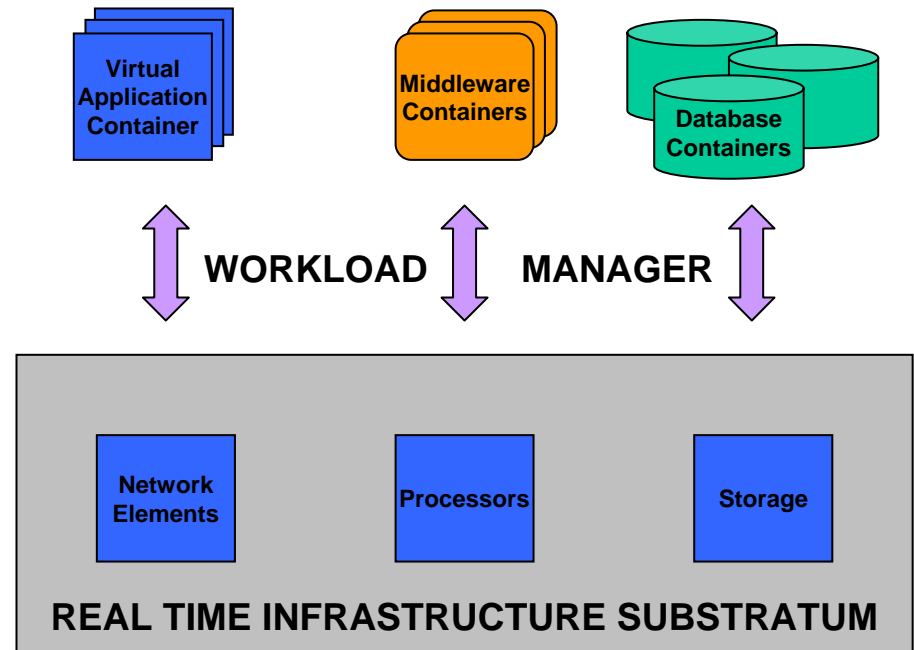 Virtual
Application
Container
Middleware
Containers
Database
Containers
WORKLOAD MANAGER
Network
Elements
Processors
Storage
REAL TIME INFRASTRUCTURE SUBSTRATUM